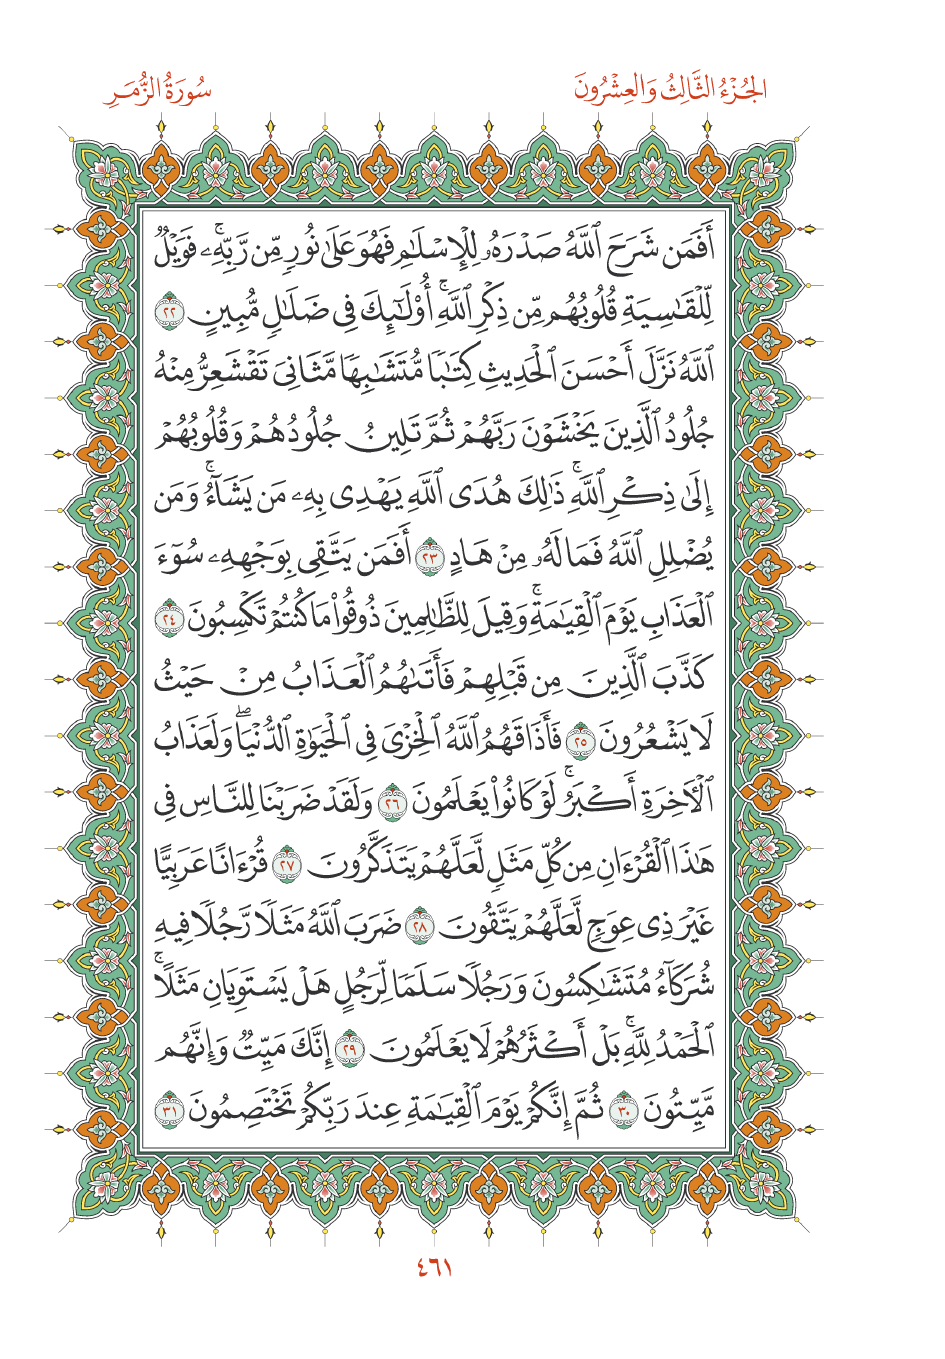 الجُزْءُ الثَّالِثُ وَالعِشْرُونَ
سُورَةُ الزُّمَرِ
أَفَمَن شَرَحَ ٱللَّهُ صَدْرَهُۥ لِلْإِسْلَٰمِ فَهُوَ عَلَىٰ نُورٍ مِّن رَّبِّهِۦۚ فَوَيْلٌ
لِّلْقَٰسِيَةِ قُلُوبُهُم مِّن ذِكْرِ ٱللَّهِۚ أُوْلَٰٓئِكَ فِى ضَلَٰلٍ مُّبِينٍ ٢٢
ٱللَّهُ نَزَّلَ أَحْسَنَ ٱلْحَدِيثِ كِتَٰبًا مُّتَشَٰبِهًا مَّثَانِىَ تَقْشَعِرُّ مِنْهُ
جُلُودُ ٱلَّذِينَ يَخْشَوْنَ رَبَّهُمْ ثُمَّ تَلِينُ جُلُودُهُمْ وَقُلُوبُهُمْ
إِلَىٰ ذِكْرِ ٱللَّهِۚ ذَٰلِكَ هُدَى ٱللَّهِ يَهْدِى بِهِۦ مَن يَشَآءُۚ وَمَن
يُضْلِلِ ٱللَّهُ فَمَا لَهُۥ مِنْ هَادٍ ٢٣ أَفَمَن يَتَّقِى بِوَجْهِهِۦ سُوٓءَ
ٱلْعَذَابِ يَوْمَ ٱلْقِيَٰمَةِۚ وَقِيلَ لِلظَّٰلِمِينَ ذُوقُوا۟ مَا كُنتُمْ تَكْسِبُونَ ٢٤
كَذَّبَ ٱلَّذِينَ مِن قَبْلِهِمْ فَأَتَىٰهُمُ ٱلْعَذَابُ مِنْ حَيْثُ
لَا يَشْعُرُونَ ٢٥ فَأَذَاقَهُمُ ٱللَّهُ ٱلْخِزْىَ فِى ٱلْحَيَوٰةِ ٱلدُّنْيَاۖ وَلَعَذَابُ
ٱلْءَاخِرَةِ أَكْبَرُۚ لَوْ كَانُوا۟ يَعْلَمُونَ ٢٦ وَلَقَدْ ضَرَبْنَا لِلنَّاسِ فِى
هَٰذَا ٱلْقُرْءَانِ مِن كُلِّ مَثَلٍ لَّعَلَّهُمْ يَتَذَكَّرُونَ ٢٧ قُرْءَانًا عَرَبِيًّا
غَيْرَ ذِى عِوَجٍ لَّعَلَّهُمْ يَتَّقُونَ ٢٨ ضَرَبَ ٱللَّهُ مَثَلًا رَّجُلًا فِيهِ
شُرَكَآءُ مُتَشَٰكِسُونَ وَرَجُلًا سَلَمًا لِّرَجُلٍ هَلْ يَسْتَوِيَانِ مَثَلًاۚ
ٱلْحَمْدُ لِلَّهِۚ بَلْ أَكْثَرُهُمْ لَا يَعْلَمُونَ ٢٩ إِنَّكَ مَيِّتٌ وَإِنَّهُم
مَّيِّتُونَ ٣٠ ثُمَّ إِنَّكُمْ يَوْمَ ٱلْقِيَٰمَةِ عِندَ رَبِّكُمْ تَخْتَصِمُونَ ٣١
٤٦١